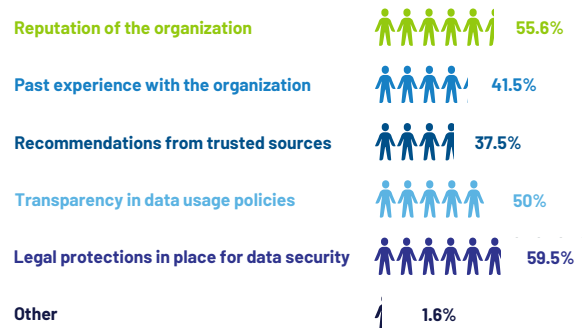 Reputation of the organization 55.6%
Past experience with the organization 41.5%
Recommendations from trusted sources 37.5%
Transparency in data usage policies 50%
Legal protections in place for data security 59.5%
Other 1.6%